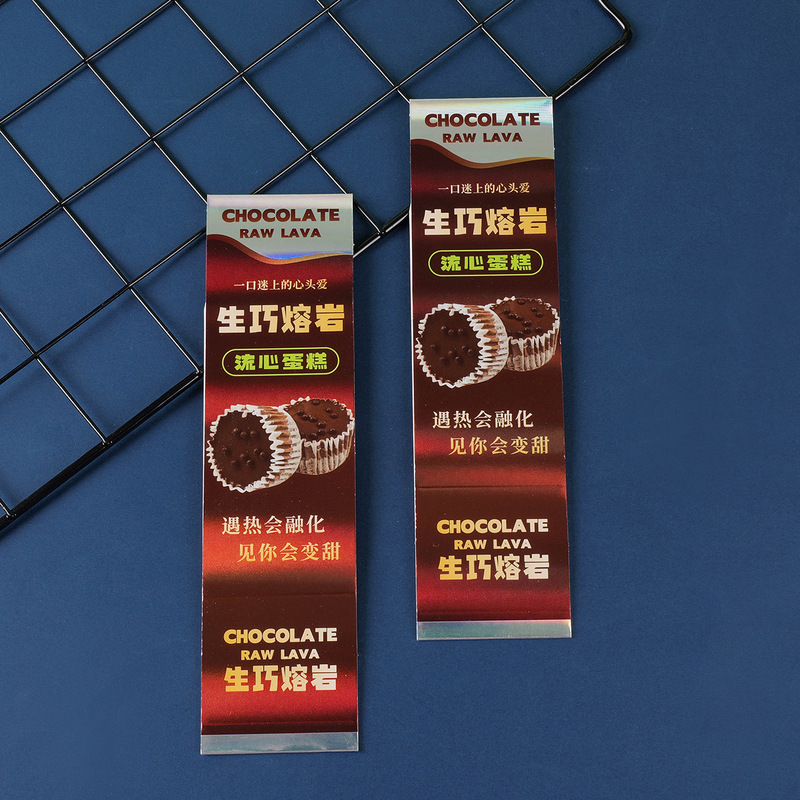 CHOCOLATE
RAW LAVA
一口迷上的心头爱
生巧熔岩
流心蛋糕
遇热会融化
见你会变甜
CHOCOLATE
RAW LAVA
生巧熔岩
CHOCOLATE
RAW LAVA
一口迷上的心头爱
生巧熔岩
流心蛋糕
遇热会融化
见你会变甜
CHOCOLATE
RAW LAVA
生巧熔岩